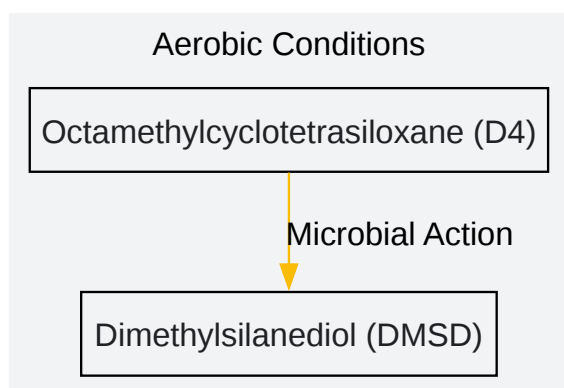 Aerobic Conditions
Octamethylcyclotetrasiloxane (D4)
Microbial Action
Dimethylsilanediol (DMSD)